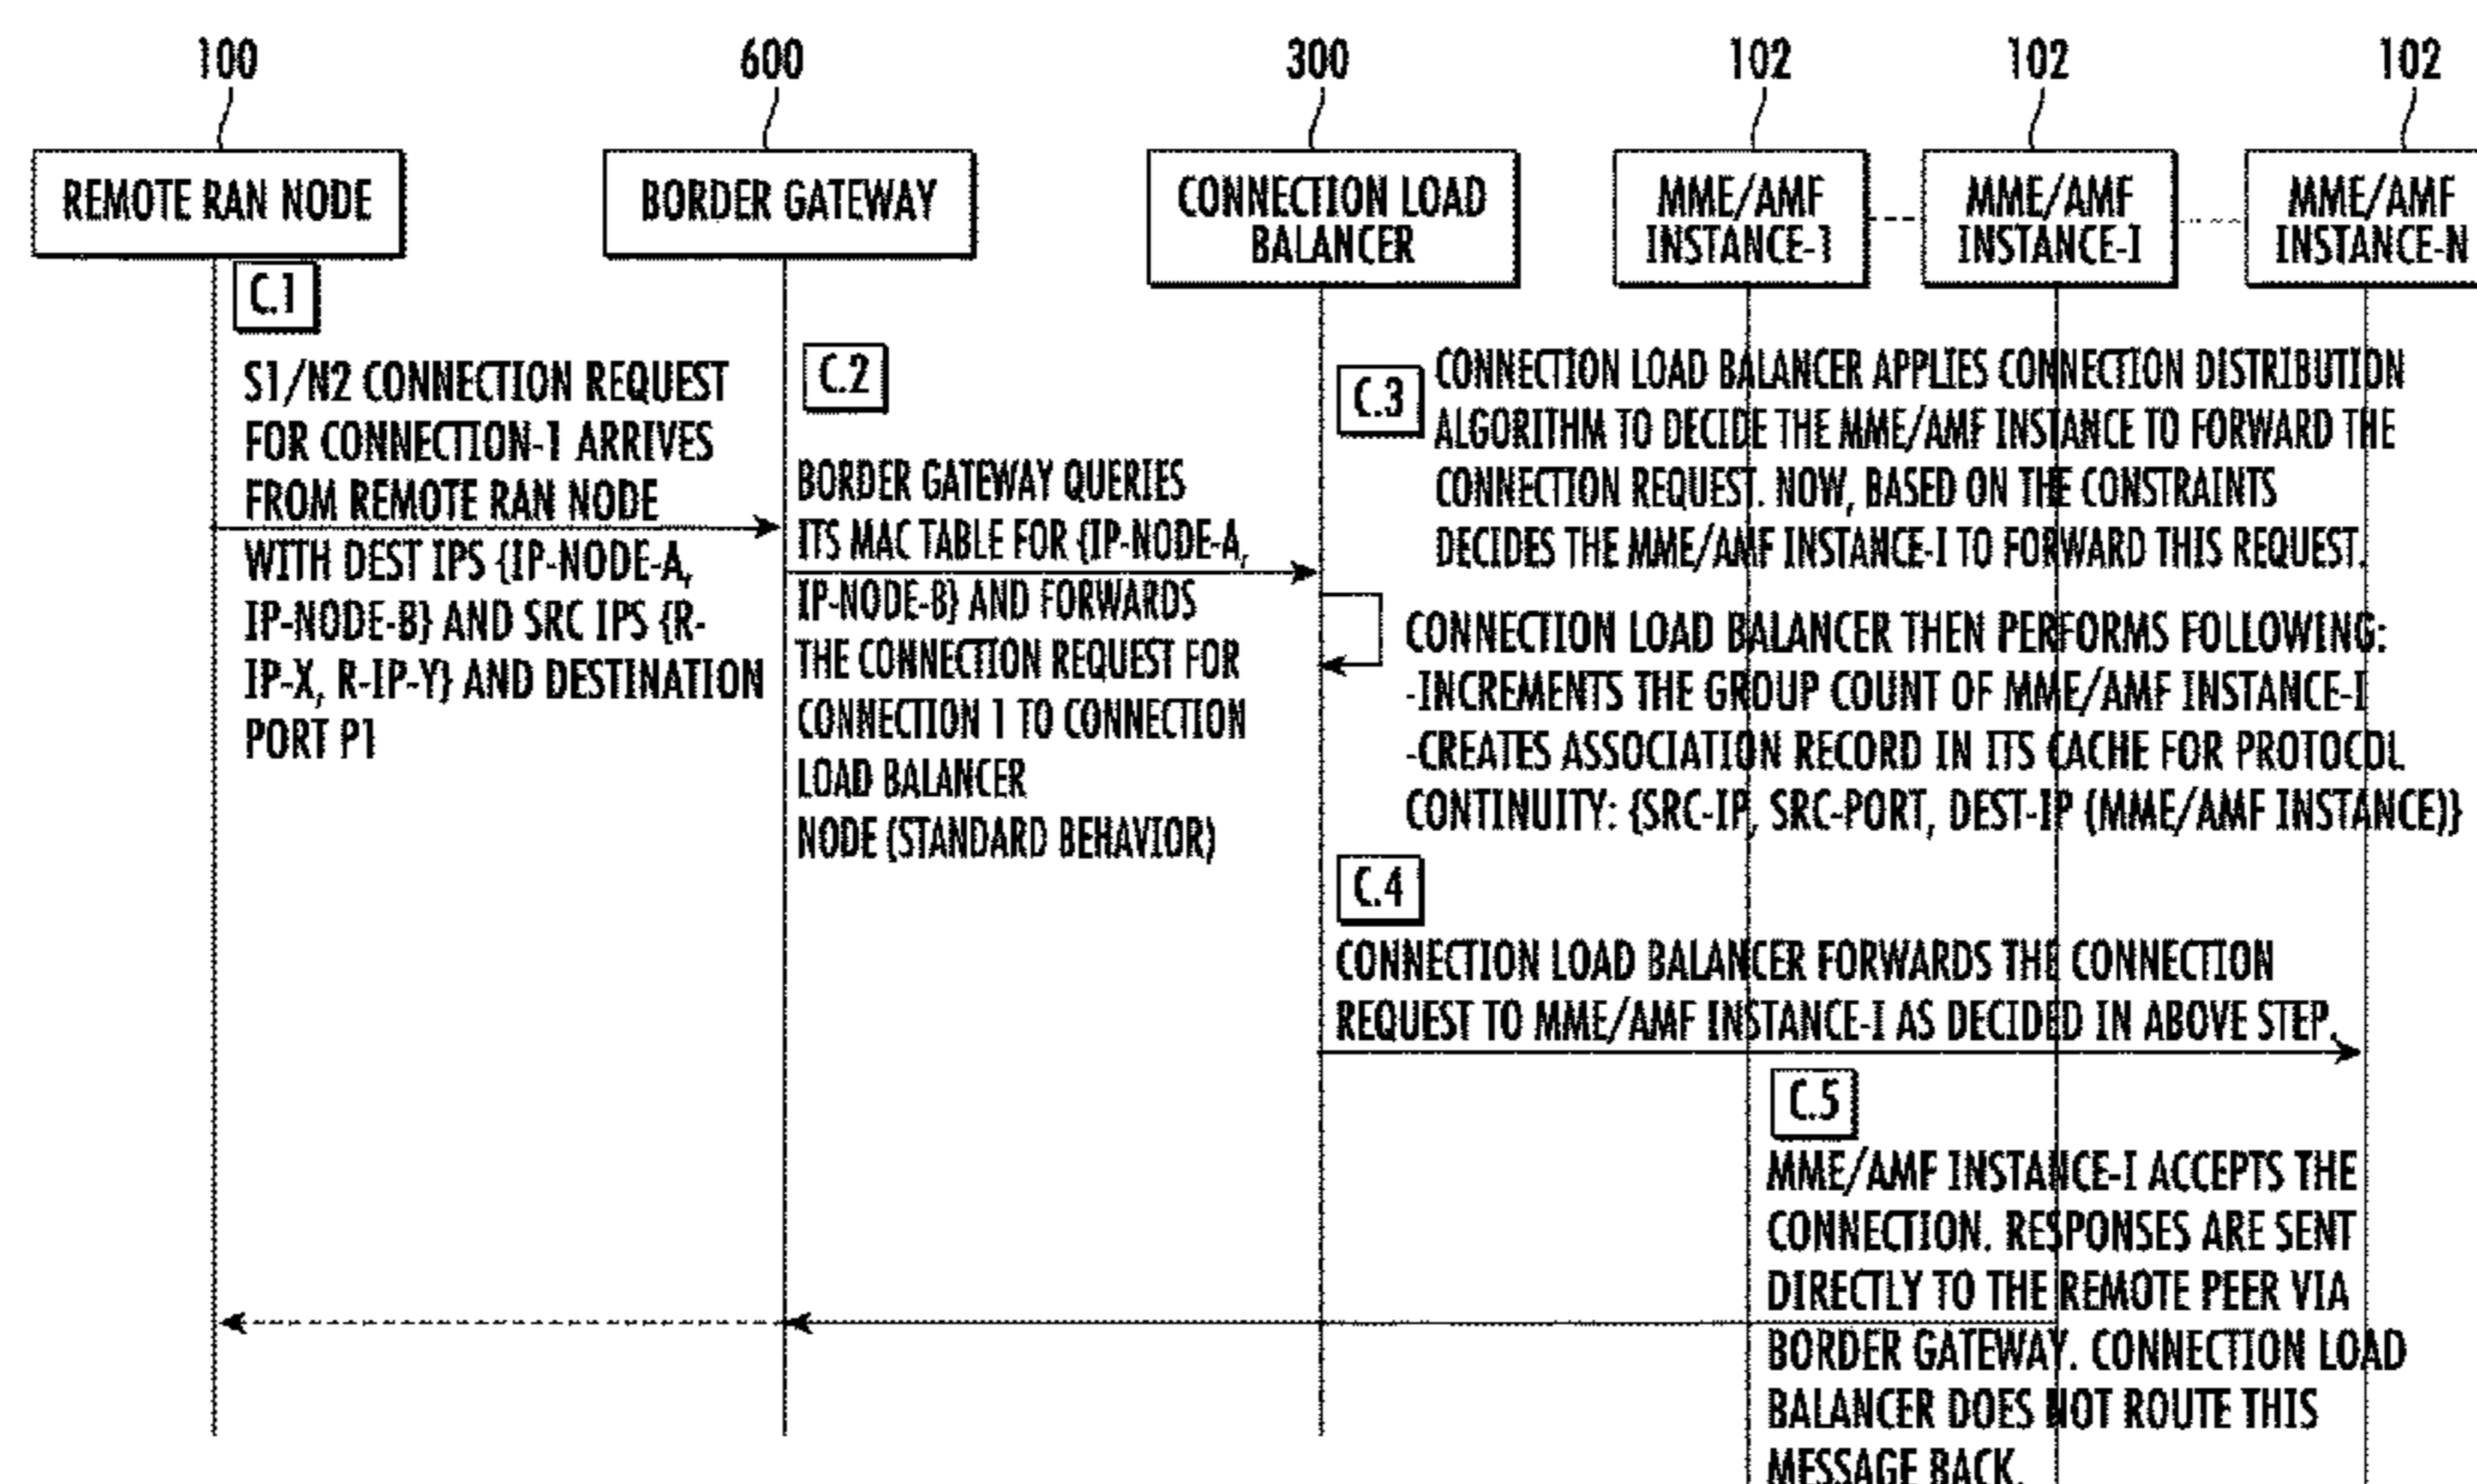 100
600
300
102
102
102
REMOTE RAN NODE
BORDER GATEWAY
CONNECTION LOAD
BALANCER
MME/AMF
INSTANCE-1
MME/AMF
INSTANCE-I
MME/AMF
INSTANCE-N
C.1
S1/N2 CONNECTION REQUEST
FOR CONNECTION-1 ARRIVES
FROM REMOTE RAN NODE
WITH DEST IPS {IP-NODE-A,
IP-NODE-B} AND SRC IPS {R-
IP-X, R-IP-Y} AND DESTINATION
PORT P1
C.2
BORDER GATEWAY QUERIES
ITS MAC TABLE FOR {IP-NODE-A,
IP-NODE-B} AND FORWARDS
THE CONNECTION REQUEST FOR
CONNECTION 1 TO CONNECTION
LOAD BALANCER
NODE (STANDARD BEHAVIOR)
C.3
CONNECTION LOAD BALANCER APPLIES CONNECTION DISTRIBUTION
ALGORITHM TO DECIDE THE MME/AMF INSTANCE TO FORWARD THE
CONNECTION REQUEST. NOW, BASED ON THE CONSTRAINTS
DECIDES THE MME/AMF INSTANCE-I TO FORWARD THIS REQUEST.
CONNECTION LOAD BALANCER THEN PERFORMS FOLLOWING:
-INCREMENTS THE GROUP COUNT OF MME/AMF INSTANCE-I
-CREATES ASSOCIATION RECORD IN ITS CACHE FOR PROTOCOL
CONTINUITY: {SRC-IP, SRC-PORT, DEST-IP (MME/AMF INSTANCE)}
C.4
CONNECTION LOAD BALANCER FORWARDS THE CONNECTION
REQUEST TO MME/AMF INSTANCE-I AS DECIDED IN ABOVE STEP.
C.5
MME/AMF INSTANCE-I ACCEPTS THE
CONNECTION. RESPONSES ARE SENT
DIRECTLY TO THE REMOTE PEER VIA
BORDER GATEWAY. CONNECTION LOAD
BALANCER DOES NOT ROUTE THIS
MESSAGE BACK.